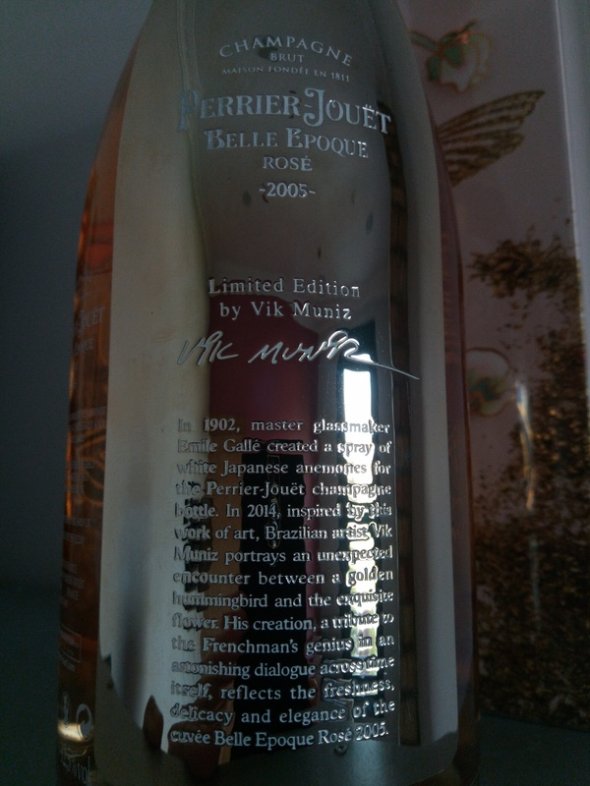 CHAMPAGNE
BRUT
MAISON FONDÉE EN 1811
PERRIER-JOUËT
BELLE EPOQUE
ROSÉ
-2005-
Limited Edition
by Vik Muniz
VIK MUNIZ
In 1902, master glassmaker
Emile Gallé created a spray of
white Japanese anemones for
the Perrier-Jouët champagne
bottle. In 2014, inspired by this
work of art, Brazilian artist Vik
Muniz portrays an unexpected
encounter between a golden
hummingbird and the exquisite
flower. His creation, a tribute to
the Frenchman's genius in an
astonishing dialogue across time
itself, reflects the freshness,
delicacy and elegance of the
cuvée Belle Epoque Rosé 2005.